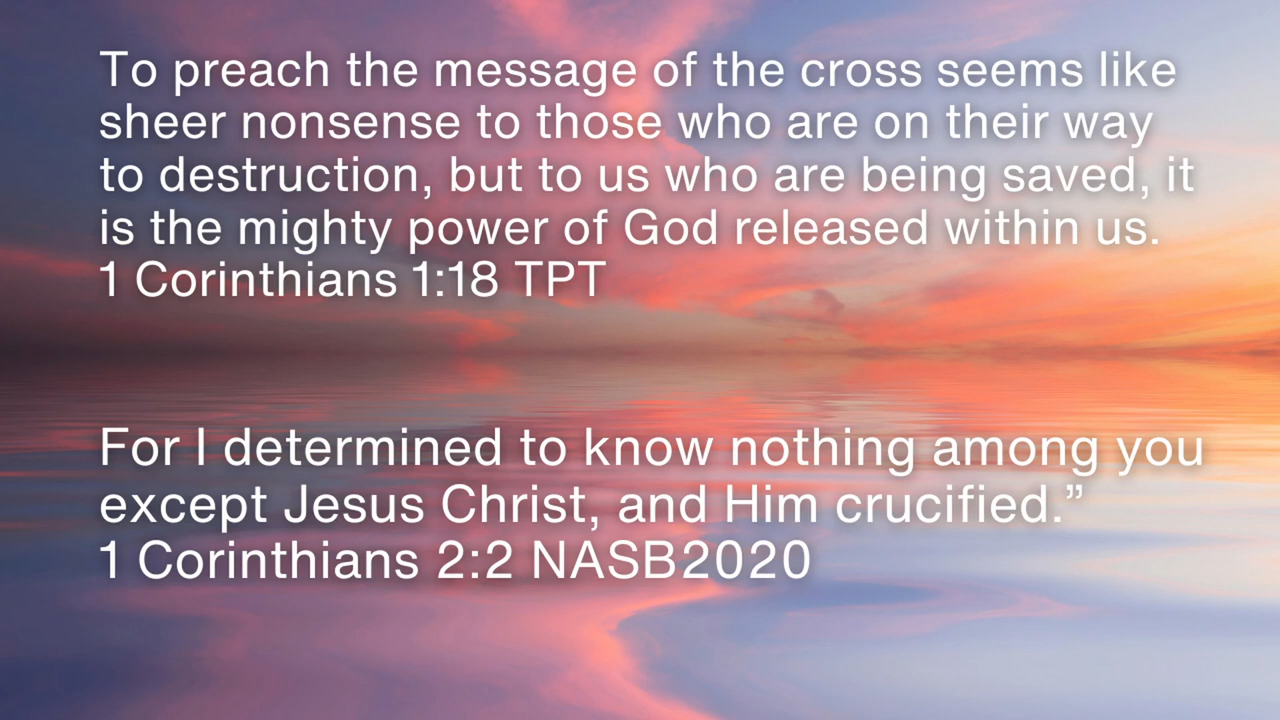 To preach the message of the cross seems like
sheer nonsense to those who are on their way
to destruction, but to us who are being saved, it
is the mighty power of God released within us.
1 Corinthians 1:18 TPT
For I determined to know nothing among you
except Jesus Christ, and Him crucified.”
1 Corinthians 2:2 NASB2020